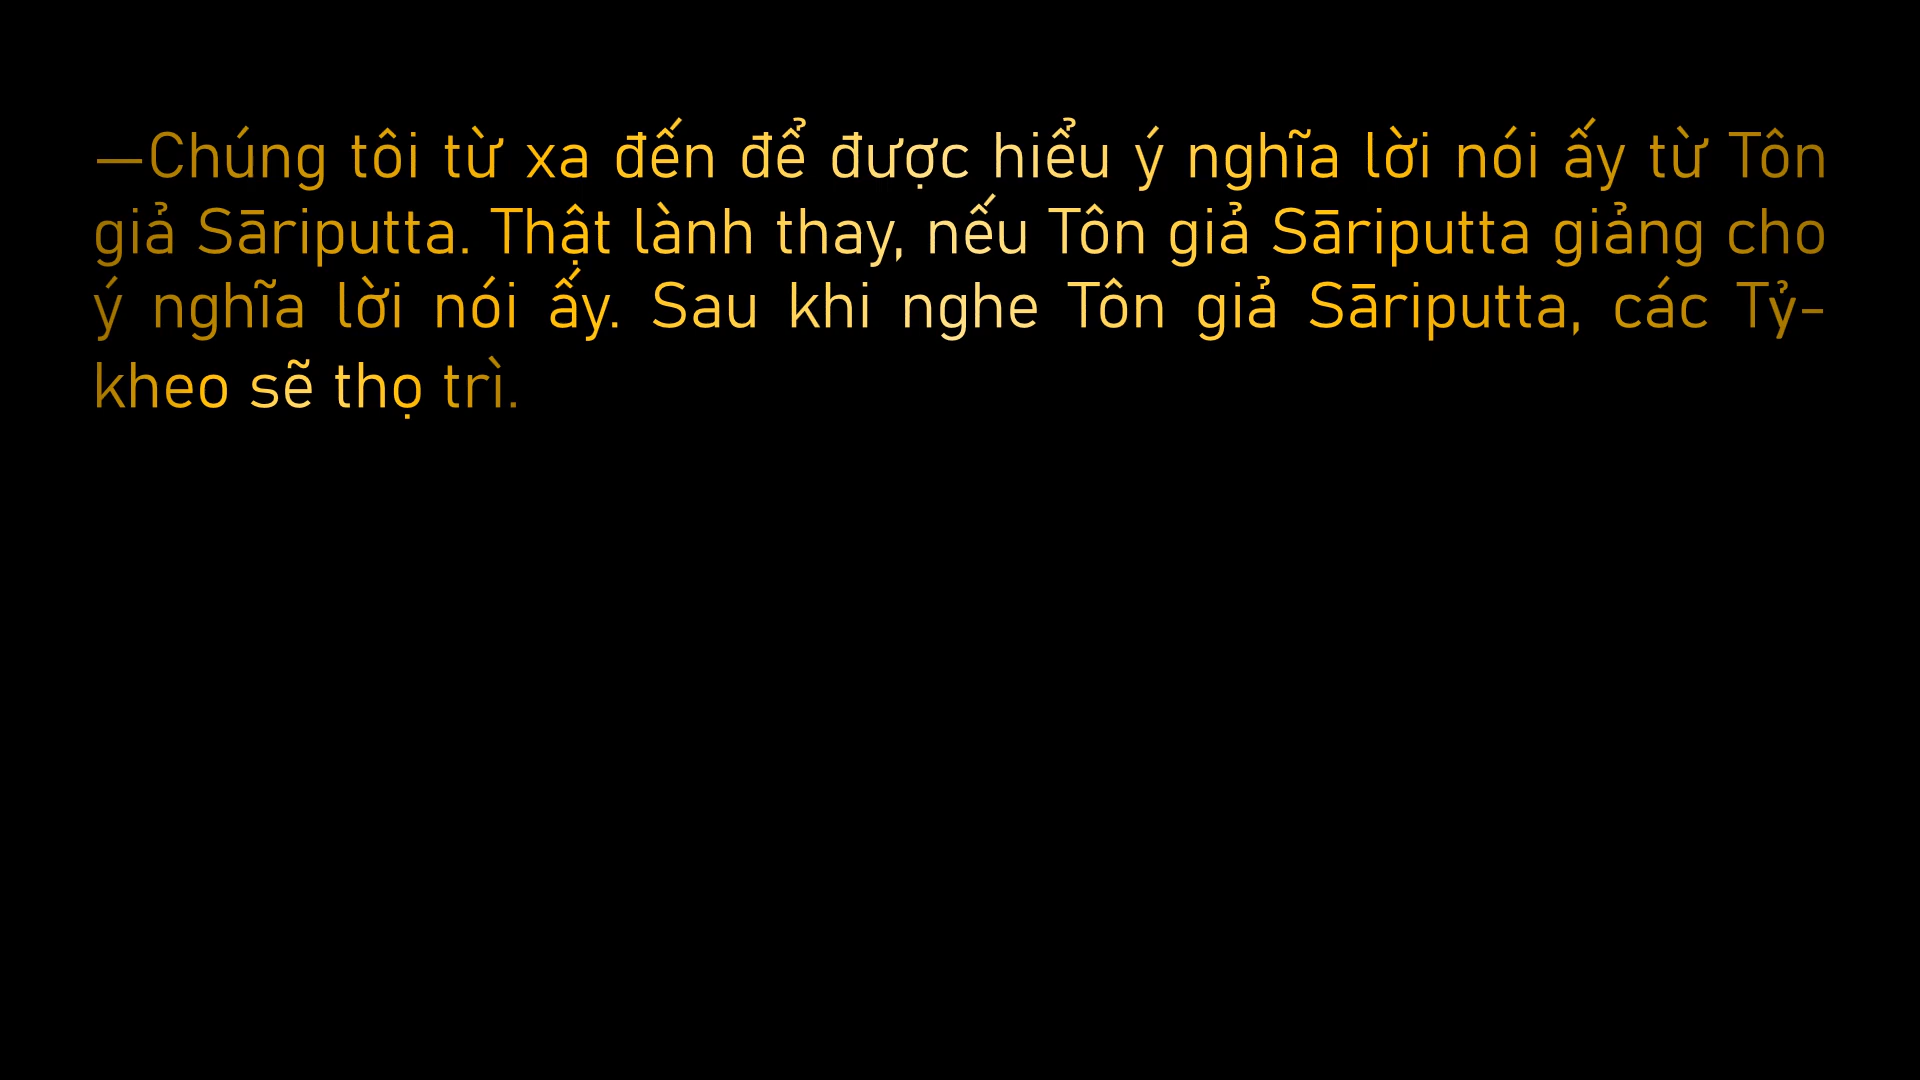 —Chúng tôi từ xa đến để được hiểu ý nghĩa lời nói ấy từ Tôn
giả Sāriputta. Thật lành thay, nếu Tôn giả Sāriputta giảng cho
ý nghĩa lời nói ấy. Sau khi nghe Tôn giả Sāriputta, các Tỷ-
kheo sẽ thọ trì.